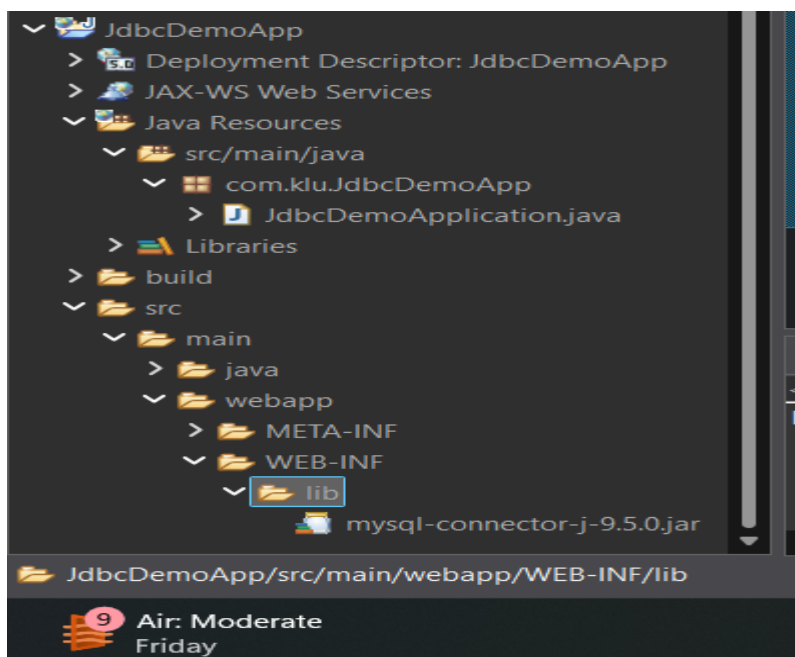 JdbcDemoApp
5.0 Deployment Descriptor: JdbcDemoApp
JAX-WS Web Services
Java Resources
src/main/java
com.klu.JdbcDemoApp
J JdbcDemoApplication.java
Libraries
build
src
main
java
webapp
META-INF
WEB-INF
lib
mysql-connector-j-9.5.0.jar
JdbcDemoApp/src/main/webapp/WEB-INF/lib
9 Air: Moderate
Friday